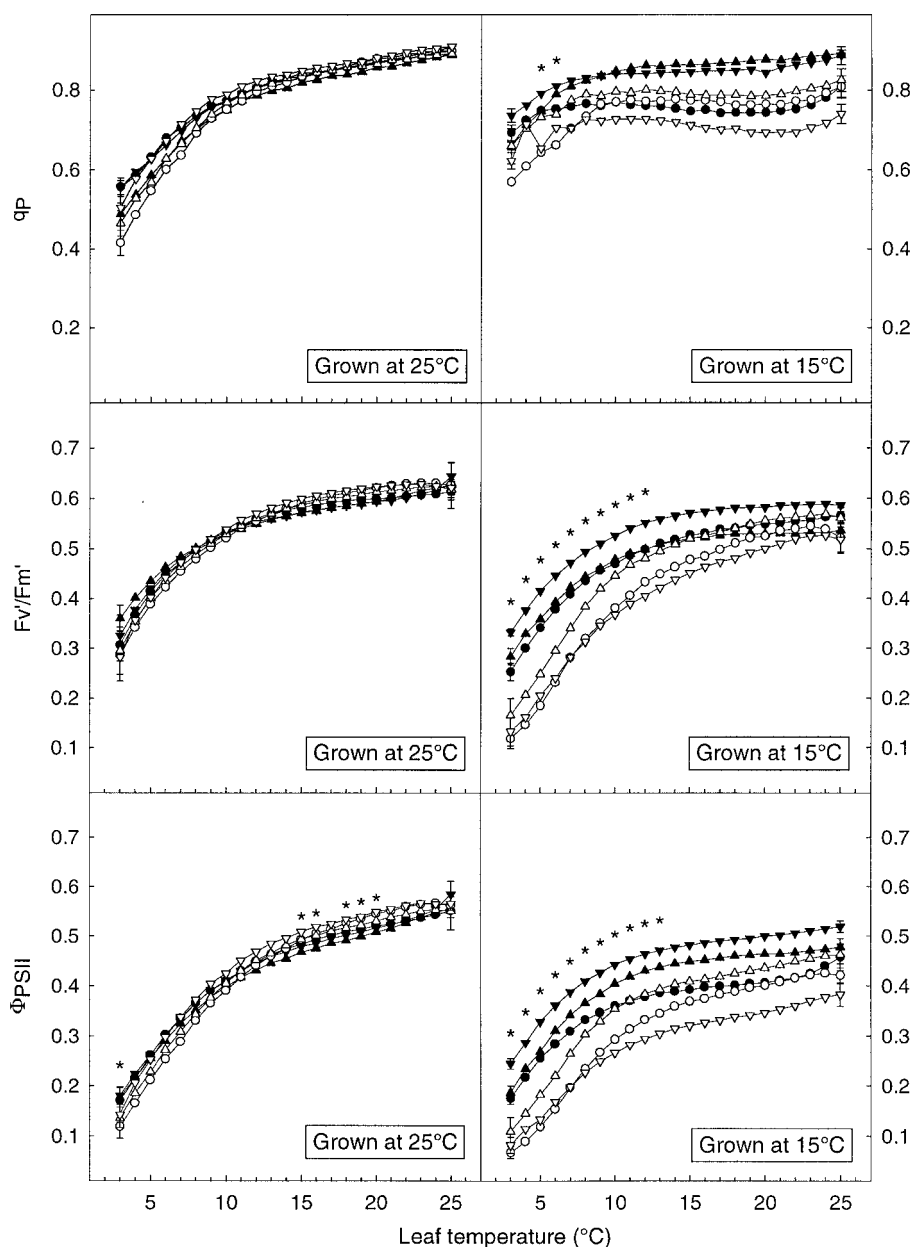 * *
0.8
0.8
0.6
0.6
qP
0.4
0.4
0.2
0.2
Grown at 25°C
Grown at 15°C
0.7
0.7
0.6
* * * * * * * * * *
0.6
0.5
0.5
Fv'/Fm'
0.4
0.4
0.3
0.3
0.2
0.2
0.1
0.1
Grown at 25°C
Grown at 15°C
0.7
0.7
0.6
0.6
* * * * *
* * * * * * * * * * *
0.5
0.5
ΦPSII
0.4
0.4
0.3
0.3
*
0.2
0.2
0.1
0.1
Grown at 25°C
Grown at 15°C
5 10 15 20 25
5 10 15 20 25
Leaf temperature (°C)